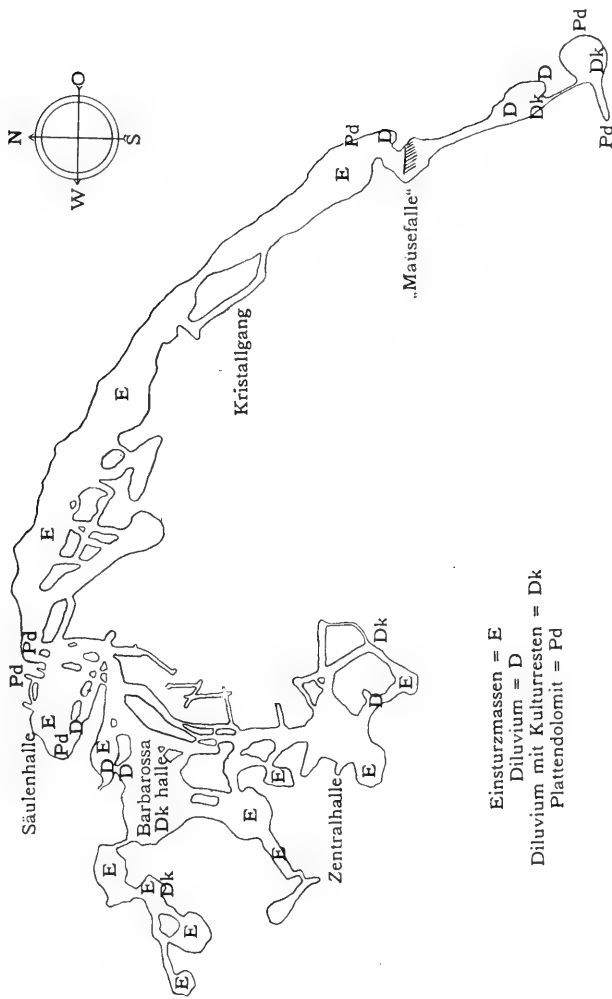 N
W O
S
Pd
Säulenhalle
Pd
E
E
Pd
D
E
D
E
E
D
Barbarossa
E
Dk halle
Dk
E
E
Kristallgang
E
E
E
Zentralhalle
E
Pd
E
D
Dk
D
E
„Mausefalle“
D
Dk
D
Pd
Dk
Pd
Einsturzmassen = E
Diluvium = D
Diluvium mit Kulturresten = Dk
Plattendolomit = Pd